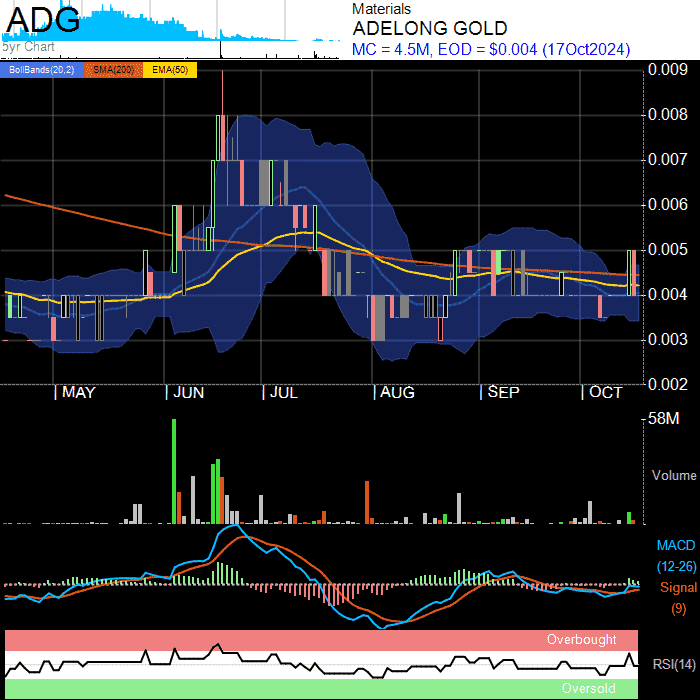 ADG
5yr Chart
Materials
ADELONG GOLD
MC = 4.5M, EOD = $0.004 (17Oct2024)
BollBands(20,2) SMA(200) EMA(50)
0.009
0.008
0.007
0.006
0.005
0.004
0.003
0.002
MAY JUN JUL AUG SEP OCT
58M
Volume
MACD
(12-26)
Signal
(9)
Overbought
RSI(14)
Oversold